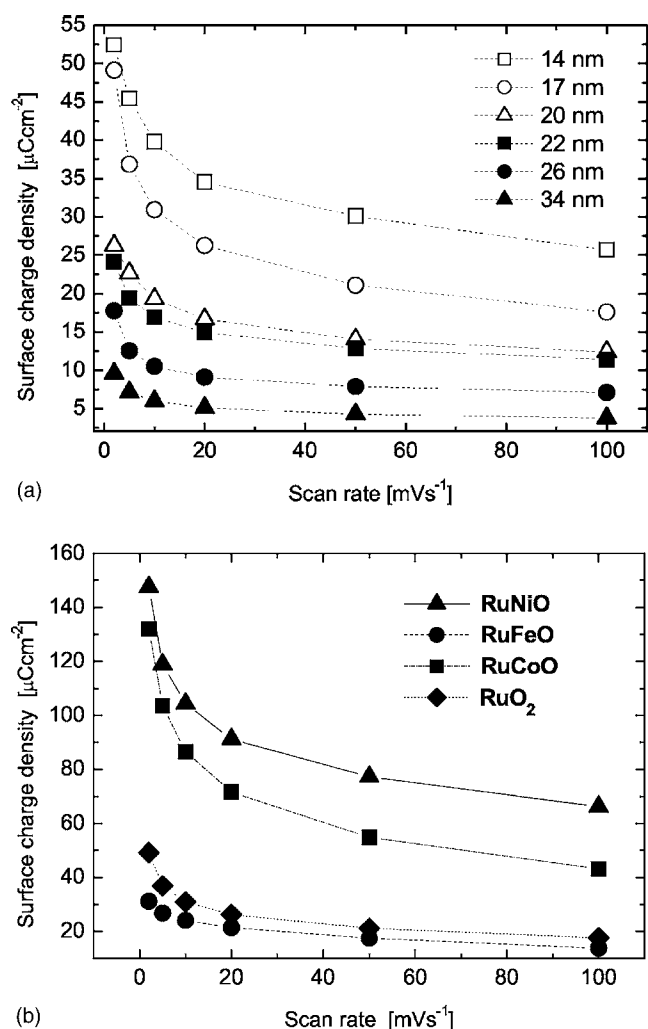 55
50
45
40
35
30
25
20
15
10
5
Surface charge density [μCcm⁻²]
14 nm
17 nm
20 nm
22 nm
26 nm
34 nm
0 20 40 60 80 100
(a)
Scan rate [mVs⁻¹]
160
140
120
100
80
60
40
20
Surface charge density [μCcm⁻²]
RuNiO
RuFeO
RuCoO
RuO₂
0 20 40 60 80 100
(b)
Scan rate [mVs⁻¹]